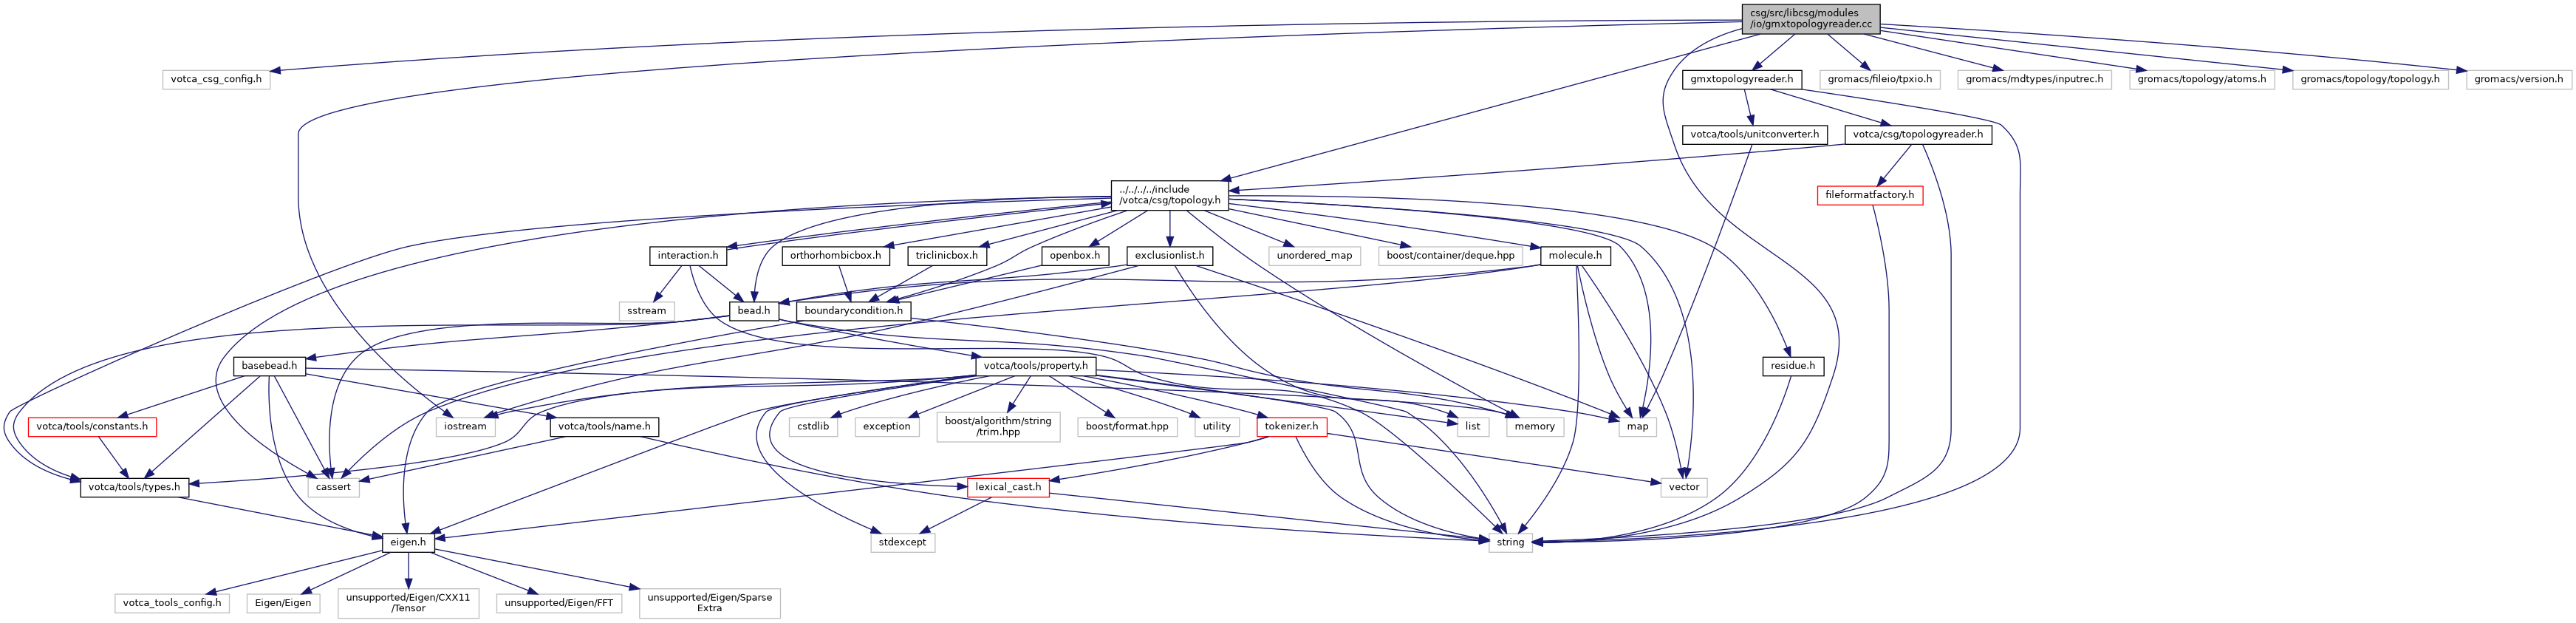 csg/src/libcsg/modules
/io/gmxtopologyreader.cc
votca_csg_config.h
gmxtopologyreader.h
gromacs/fileio/tpxio.h
gromacs/mdtypes/inputrec.h
gromacs/topology/atoms.h
gromacs/topology/topology.h
gromacs/version.h
votca/tools/unitconverter.h
votca/csg/topologyreader.h
../../../../include
/votca/csg/topology.h
fileformatfactory.h
interaction.h
orthorhombicbox.h
triclinicbox.h
openbox.h
exclusionlist.h
unordered_map
boost/container/deque.hpp
molecule.h
sstream
bead.h
boundarycondition.h
basebead.h
votca/tools/property.h
residue.h
votca/tools/constants.h
iostream
votca/tools/name.h
cstdlib
exception
boost/algorithm/string
/trim.hpp
boost/format.hpp
utility
tokenizer.h
list
memory
map
votca/tools/types.h
cassert
lexical_cast.h
vector
eigen.h
stdexcept
string
votca_tools_config.h
Eigen/Eigen
unsupported/Eigen/CXX11
/Tensor
unsupported/Eigen/FFT
unsupported/Eigen/Sparse
Extra